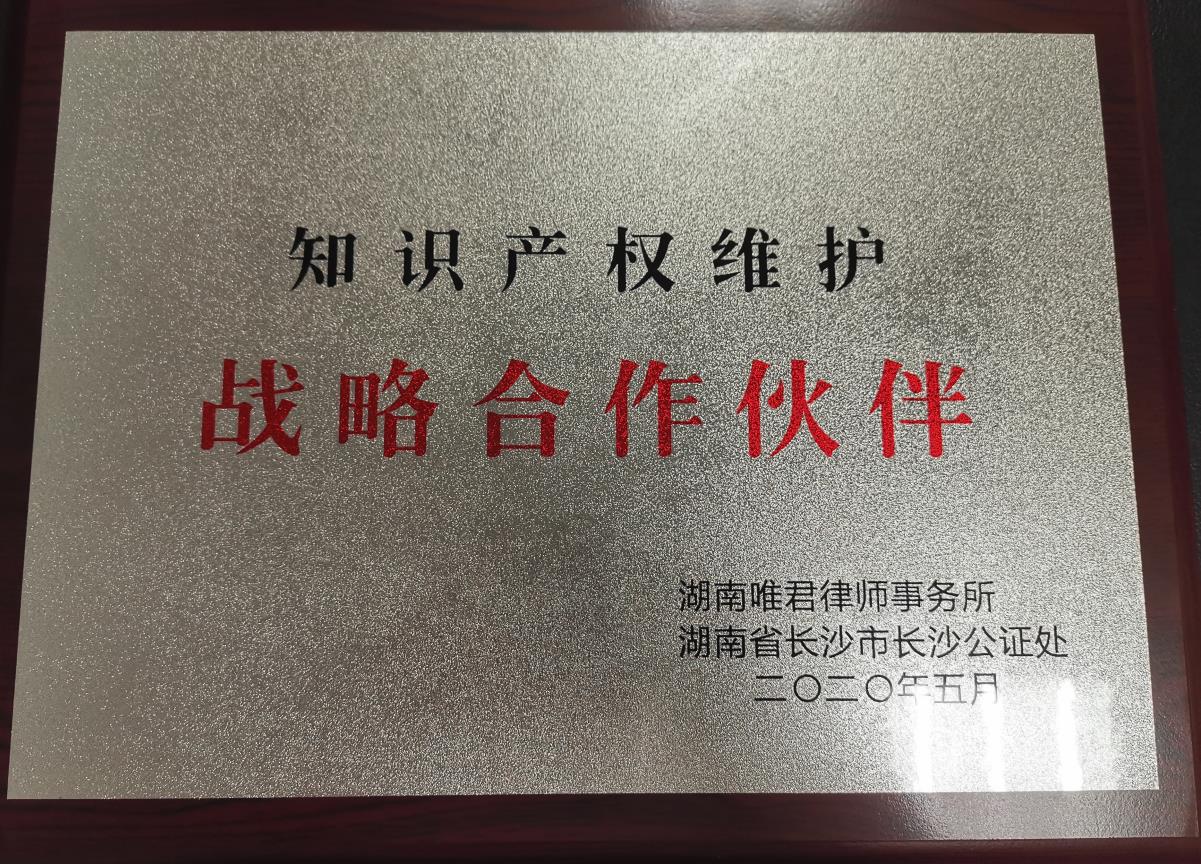 知识产权维护
战略合作伙伴
湖南唯君律师事务所
湖南省长沙市长沙公证处
二〇二〇年五月